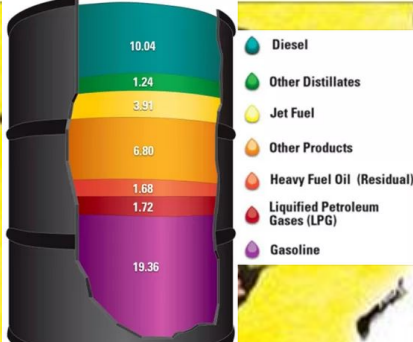 10.04
1.24
3.91
6.80
1.68
1.72
19.36
Diesel
Other Distillates
Jet Fuel
Other Products
Heavy Fuel Oil (Residual)
Liquified Petroleum
Gases (LPG)
Gasoline